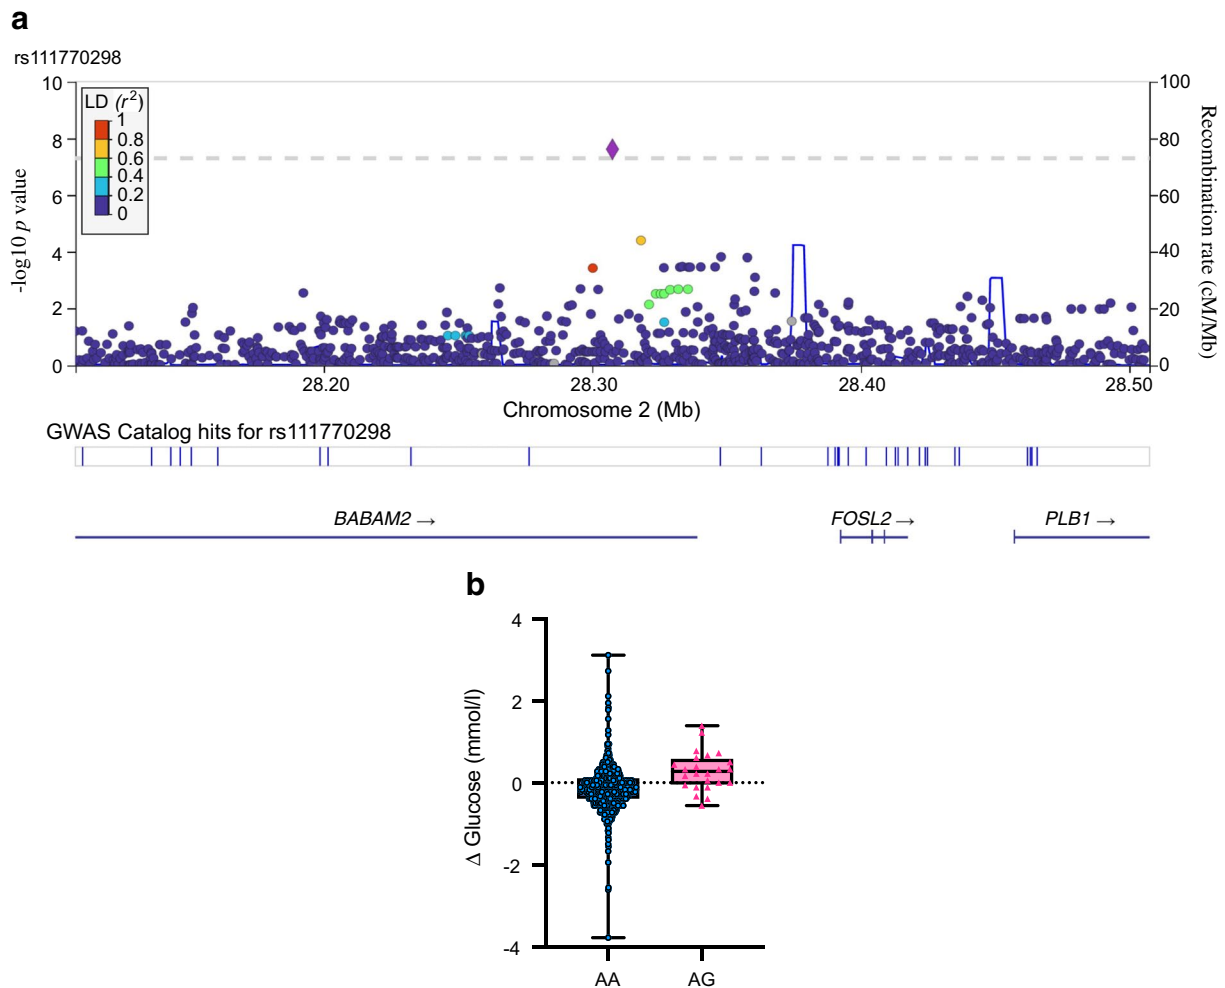 a
rs111770298
10
8
6
4
2
0
-log10 p value
LD (r²)
1
0.8
0.6
0.4
0.2
0
100
80
60
40
20
0
Recombination rate (cM/Mb)
28.20 28.30 28.40 28.50
Chromosome 2 (Mb)
GWAS Catalog hits for rs111770298
BABAM2 → FOSL2 → PLB1 →
b
4
2
0
-2
-4
Δ Glucose (mmol/l)
AA AG